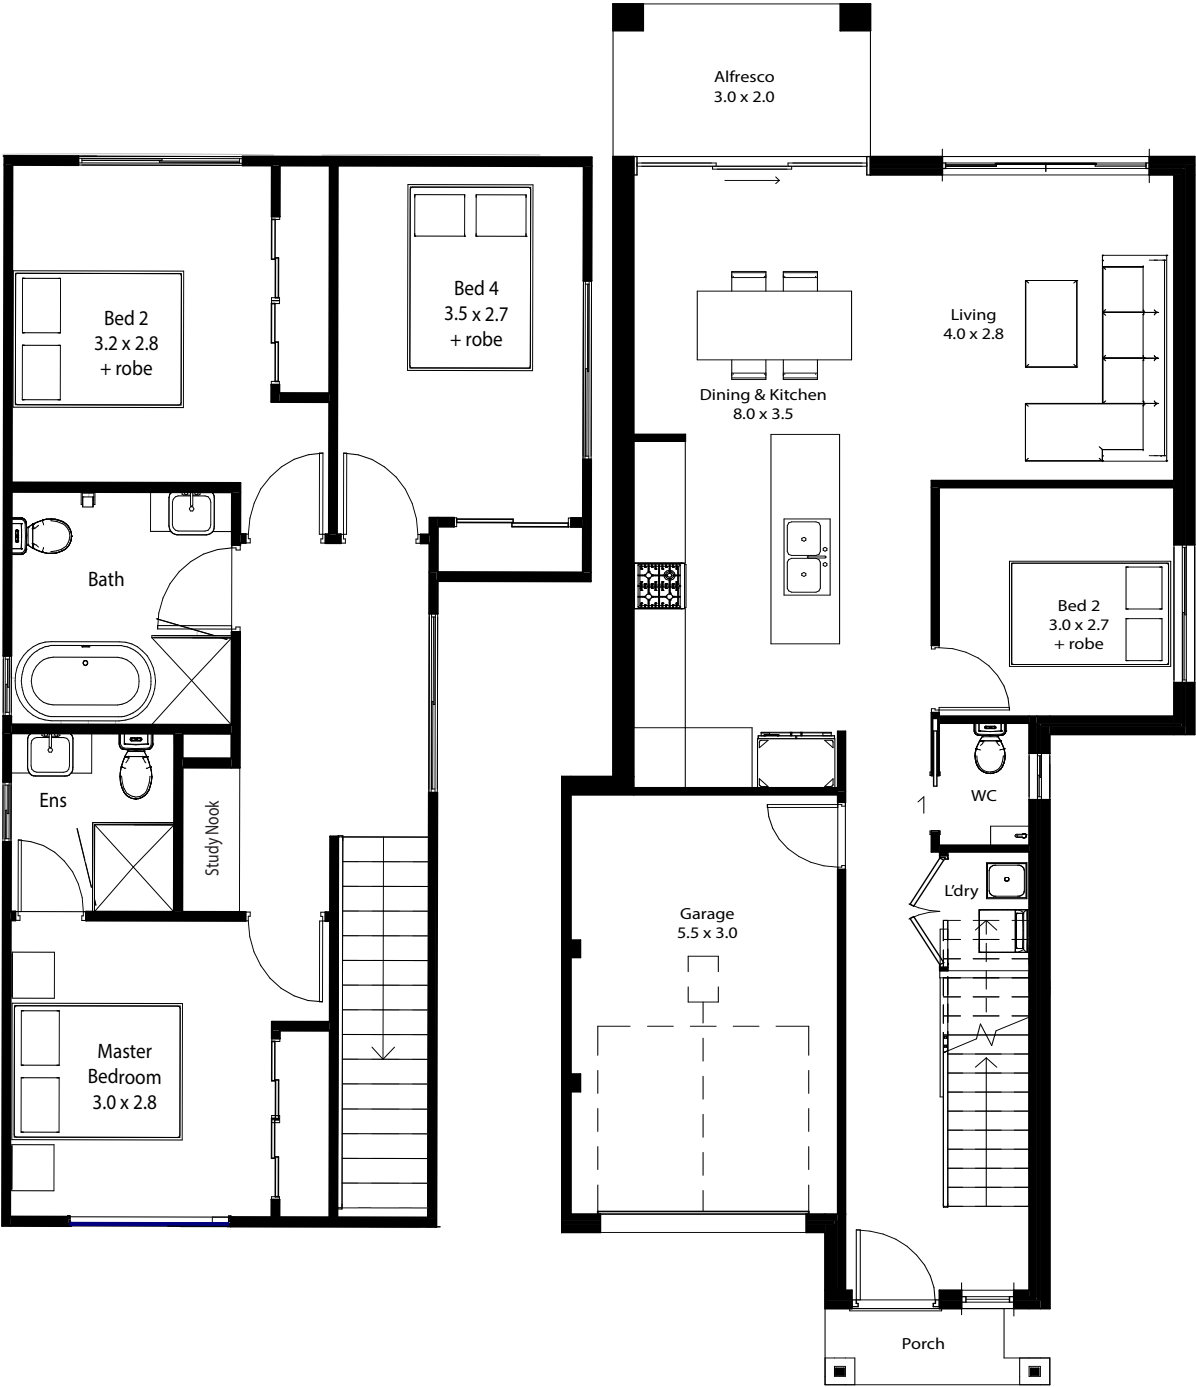 Alfresco
3.0 x 2.0
Bed 2
3.2 x 2.8
+ robe
Bed 4
3.5 x 2.7
+ robe
Living
4.0 x 2.8
Dining & Kitchen
8.0 x 3.5
Bath
Bed 2
3.0 x 2.7
+ robe
Ens
Study Nook
WC
L'dry
Garage
5.5 x 3.0
Master
Bedroom
3.0 x 2.8
Porch